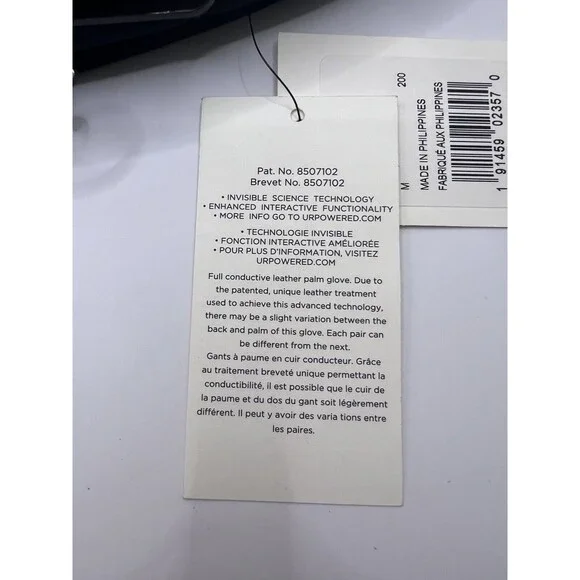 Pat. No. 8507102
Brevet No. 8507102
• INVISIBLE SCIENCE TECHNOLOGY
• ENHANCED INTERACTIVE FUNCTIONALITY
• MORE INFO GO TO URPOWERED.COM
• TECHNOLOGIE INVISIBLE
• FONCTION INTERACTIVE AMÉLIORÉE
• POUR PLUS D'INFORMATION, VISITEZ
URPOWERED.COM
Full conductive leather palm glove. Due to
the patented, unique leather treatment
used to achieve this advanced technology,
there may be a slight variation between the
back and palm of this glove. Each pair can
be different from the next.
Gants à paume en cuir conducteur. Grâce
au traitement breveté unique permettant la
conductibilité, il est possible que le cuir de
la paume et du dos du gant soit légèrement
différent. Il peut y avoir des varia tions entre
les paires.
200
M
MADE IN PHILIPPINES
FABRIQUÉ AUX PHILIPPINES
1 91459 02357 0